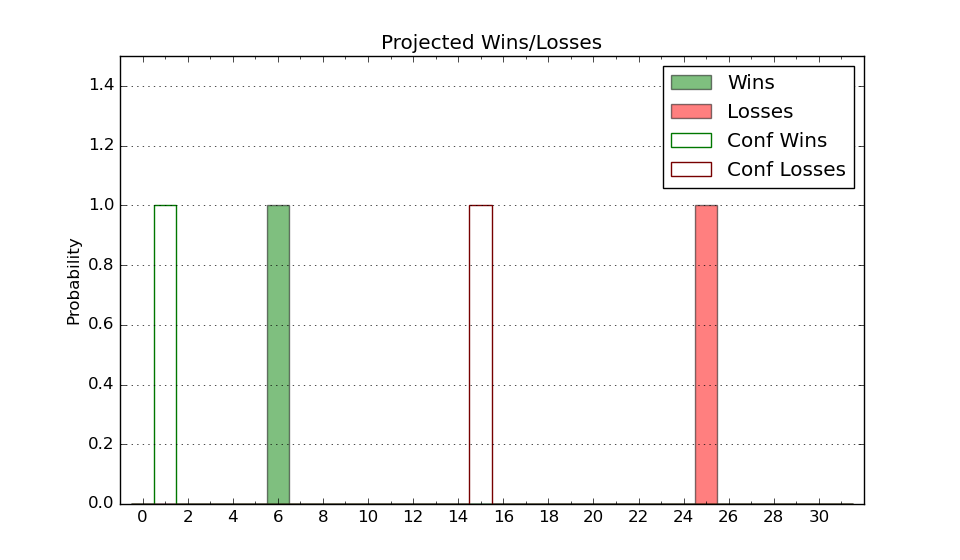 Projected Wins/Losses
Wins
Losses
Conf Wins
Conf Losses
Probability
1.4
1.2
1.0
0.8
0.6
0.4
0.2
0.0
0 2 4 6 8 10 12 14 16 18 20 22 24 26 28 30